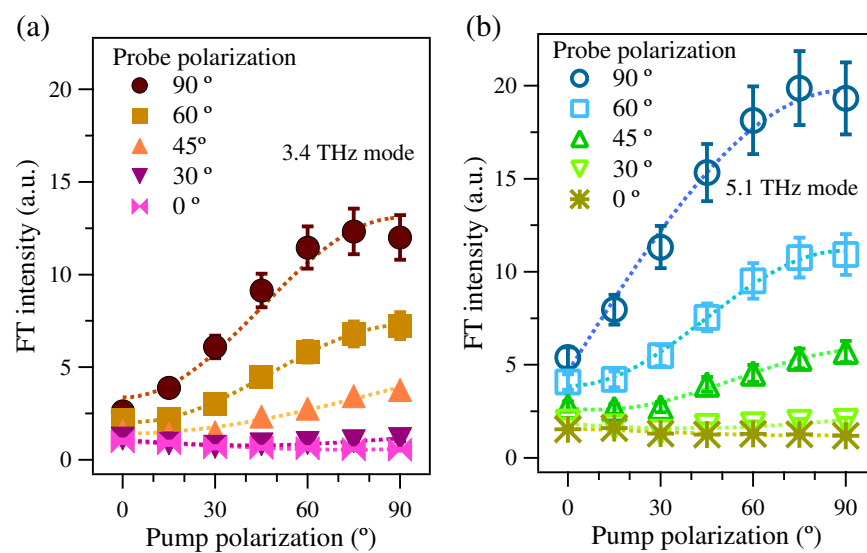 (a)
Probe polarization
90 º
60 º
45º
30 º
0 º
3.4 THz mode
20
15
10
5
0
FT intensity (a.u.)
0
30
60
90
Pump polarization (º)
(b)
Probe polarization
90 º
60 º
45 º
30 º
0 º
5.1 THz mode
20
15
10
5
0
FT intensity (a.u.)
0
30
60
90
Pump polarization (º)